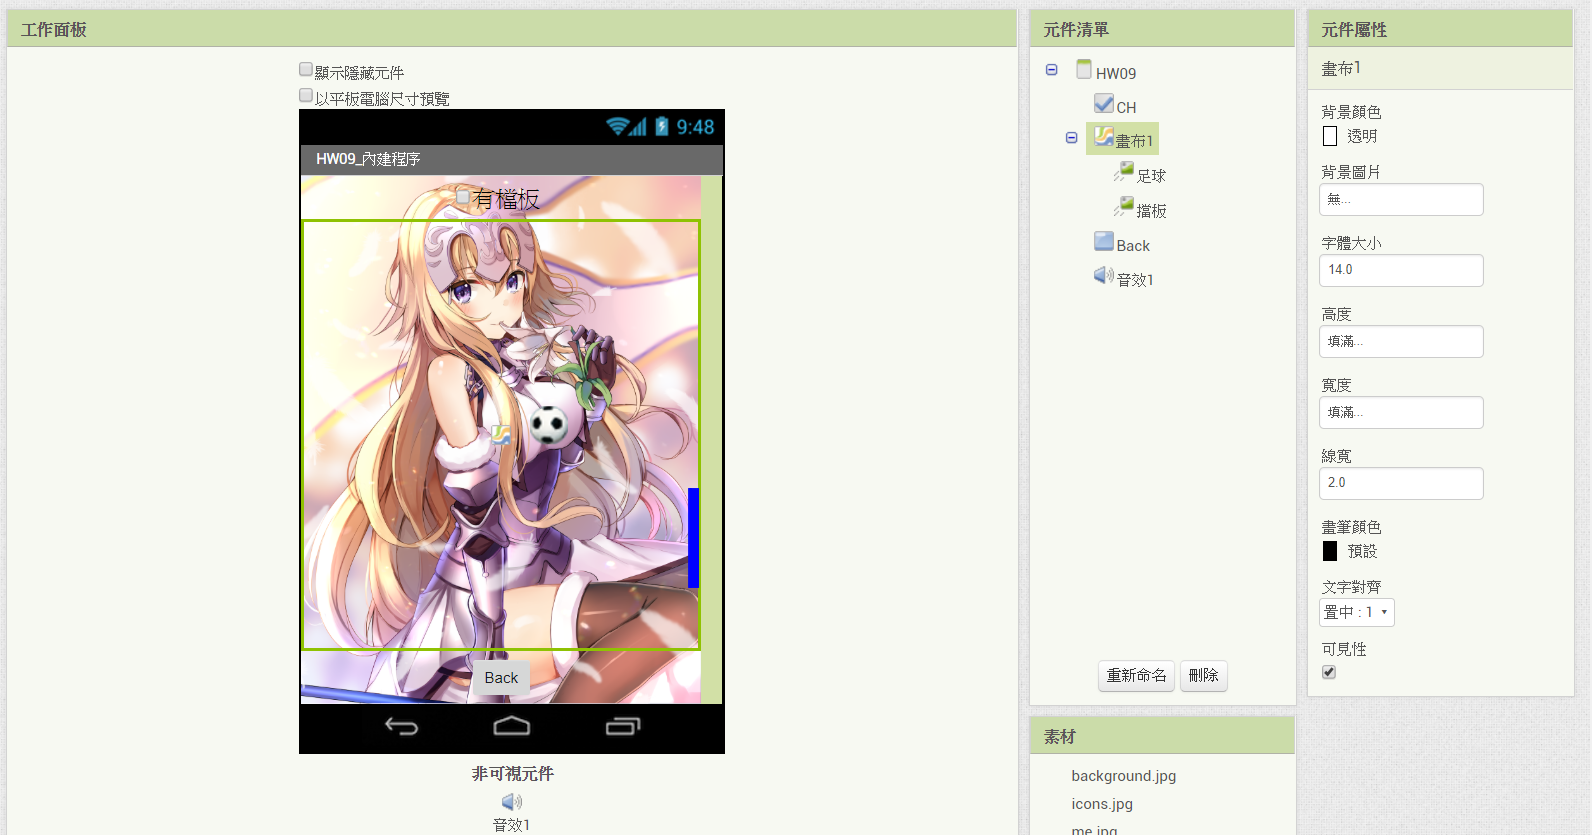 工作面板
顯示隱藏元件
以平板電腦尺寸預覽
9:48
HW09_內建程序
有檔板
Back
非可視元件
音效1
元件清單
HW09
CH
畫布1
足球
擋板
Back
音效1
重新命名
刪除
素材
background.jpg
icons.jpg
me.jpg
元件屬性
畫布1
背景顏色
透明
背景圖片
無...
字體大小
14.0
高度
填滿...
寬度
填滿...
線寬
2.0
畫筆顏色
預設
文字對齊
置中 : 1
可見性